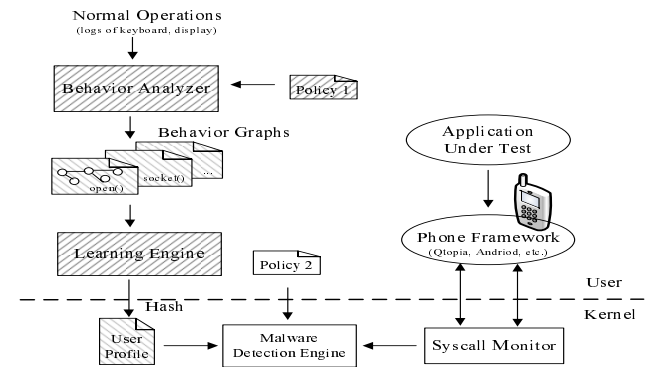 Normal Operations
(logs of keyboard, display)
Behavior Analyzer
Policy 1
Behavior Graphs
open()
socket()
...
Application
Under Test
Learning Engine
Policy 2
Phone Framework
(Qtopia, Andriod, etc.)
User
Hash
Kernel
User
Profile
Malware
Detection Engine
Syscall Monitor